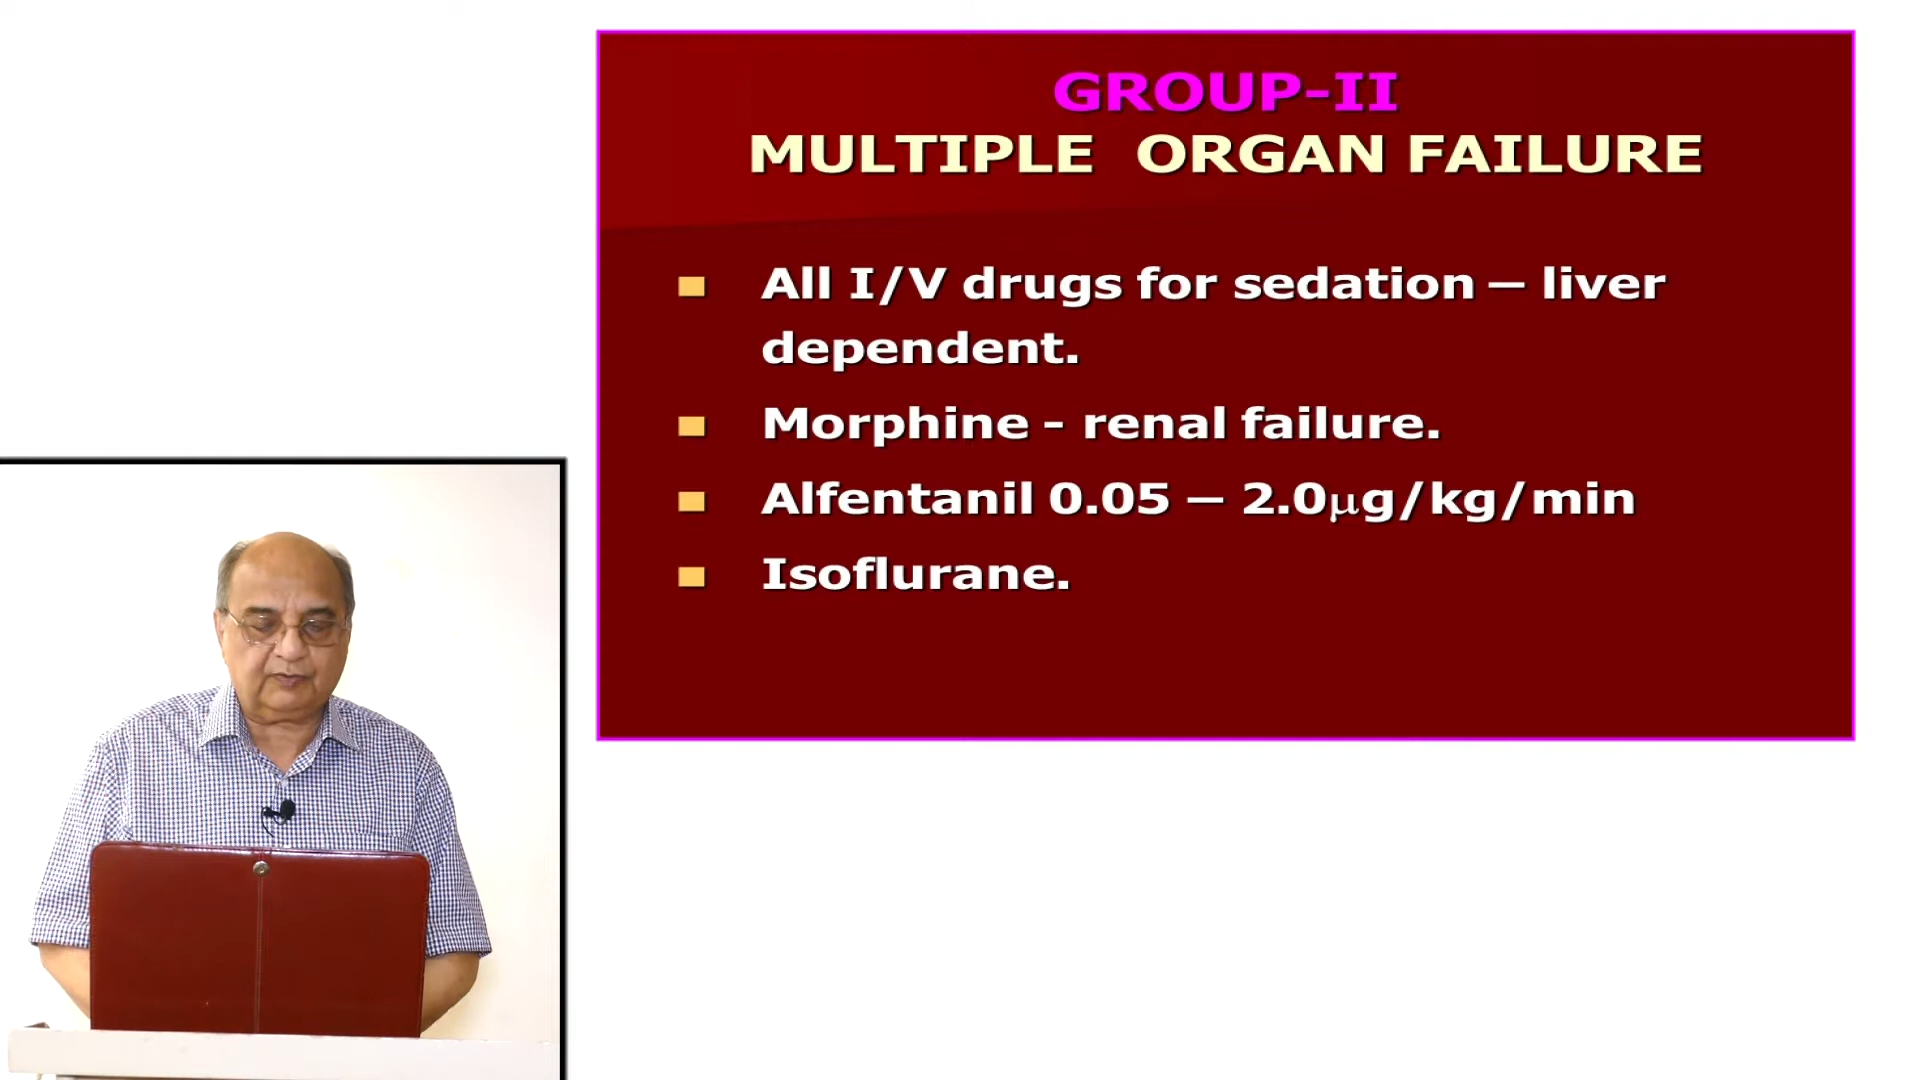 GROUP-II
MULTIPLE ORGAN FAILURE
All I/V drugs for sedation – liver
dependent.
Morphine - renal failure.
Alfentanil 0.05 – 2.0µg/kg/min
Isoflurane.